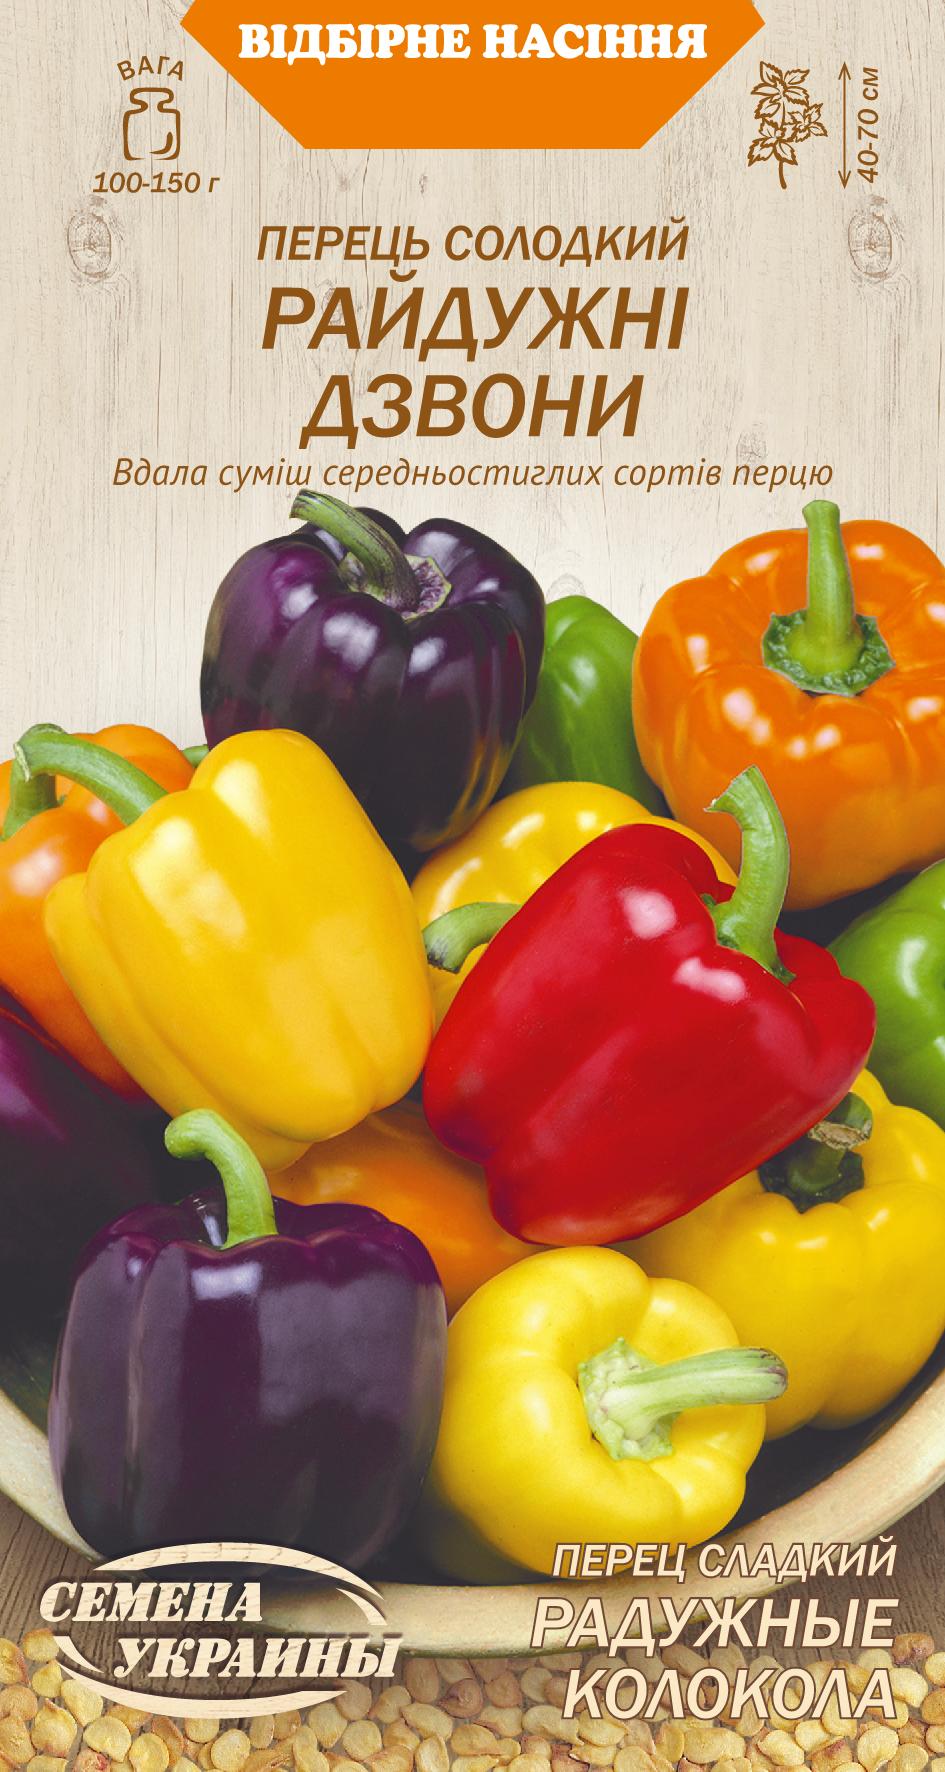 ВІДБІРНЕ НАСІННЯ
ВАГА
100-150 г
40-70 см
ПЕРЕЦЬ СОЛОДКИЙ
РАЙДУЖНІ
ДЗВОНИ
Вдала суміш середньостиглих сортів перцю
СЕМЕНА
УКРАИНЫ
ПЕРЕЦ СЛАДКИЙ
РАДУЖНЫЕ
КОЛОКОЛА